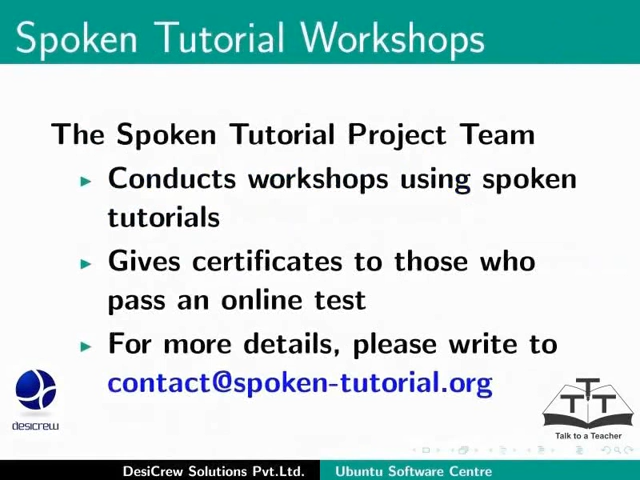 Spoken Tutorial Workshops
The Spoken Tutorial Project Team
Conducts workshops using spoken
tutorials
Gives certificates to those who
pass an online test
For more details, please write to
contact@spoken-tutorial.org
desicrew
T T T
Talk to a Teacher
DesiCrew Solutions Pvt.Ltd.
Ubuntu Software Centre